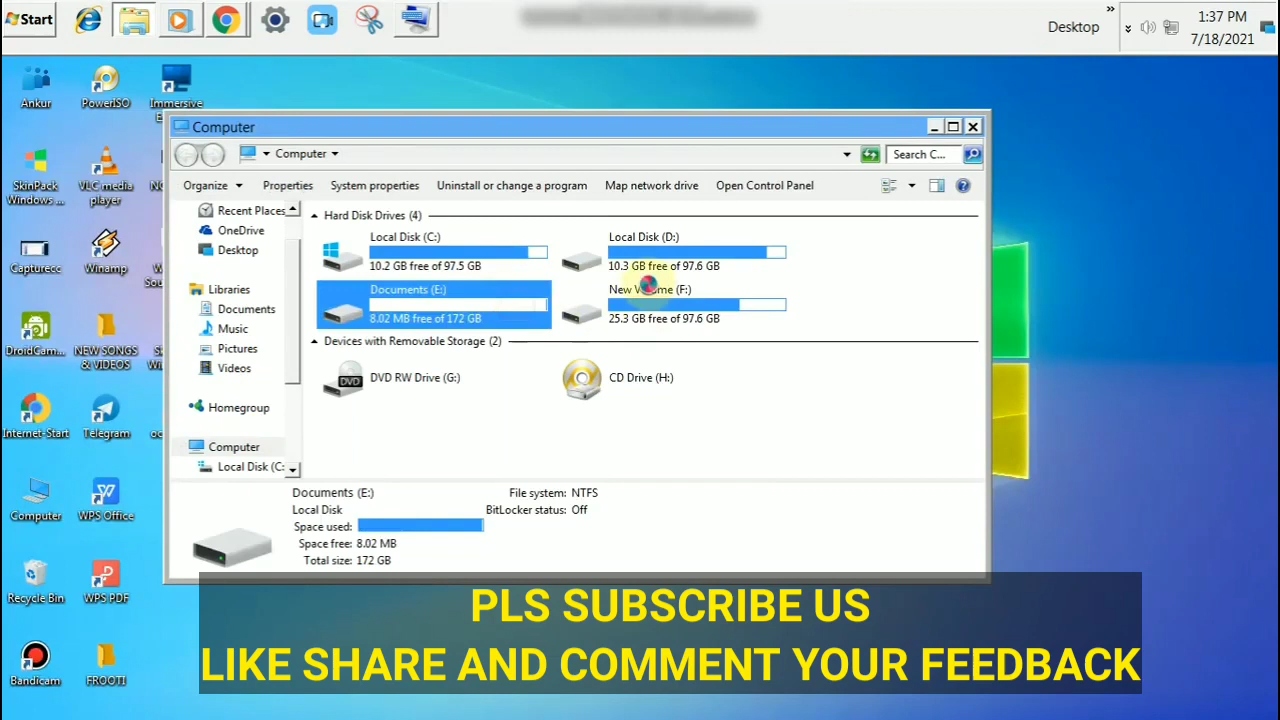 Start
Desktop
»
1:37 PM
7/18/2021
Ankur
PowerISO
Immersive
E...
SkinPack
Windows ...
VLC media
player
Capturecc
Winamp
DroidCam...
NEW SONGS
& VIDEOS
Internet-Start
Telegram
Computer
WPS Office
Recycle Bin
WPS PDF
Bandicam
FROOTI
Computer
Computer
Search C...
Organize
Properties
System properties
Uninstall or change a program
Map network drive
Open Control Panel
Recent Places
OneDrive
Desktop
Libraries
Documents
Music
Pictures
Videos
Homegroup
Computer
Local Disk (C:
Hard Disk Drives (4)
Local Disk (C:)
10.2 GB free of 97.5 GB
Local Disk (D:)
10.3 GB free of 97.6 GB
Documents (E:)
8.02 MB free of 172 GB
New Volume (F:)
25.3 GB free of 97.6 GB
Devices with Removable Storage (2)
DVD
DVD RW Drive (G:)
CD Drive (H:)
Documents (E:)
Local Disk
Space used:
Space free: 8.02 MB
Total size: 172 GB
File system: NTFS
BitLocker status: Off
PLS SUBSCRIBE US
LIKE SHARE AND COMMENT YOUR FEEDBACK